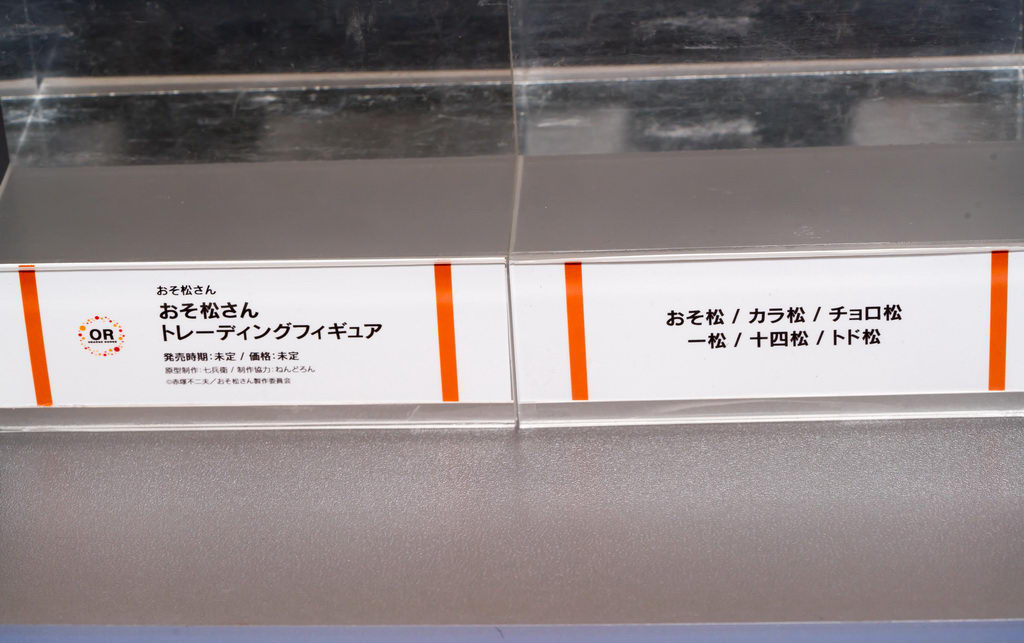 おそ松さん
おそ松さん
トレーディングフィギュア
発売時期：未定 / 価格：未定
原型制作：七兵衛 / 制作協力：ねんどろん
©赤塚不二夫／おそ松さん製作委員会
OR
ORANGE ROUGE
おそ松 / カラ松 / チョロ松
一松 / 十四松 / トド松